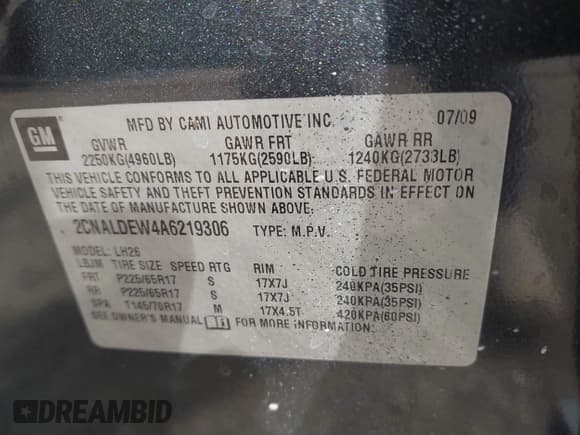 GM
MFD BY CAMI AUTOMOTIVE INC. 07/09
GVWR GAWR FRT GAWR RR
2250KG(4960LB) 1175KG(2590LB) 1240KG(2733LB)
THIS VEHICLE CONFORMS TO ALL APPLICABLE U.S. FEDERAL MOTOR
VEHICLE SAFETY AND THEFT PREVENTION STANDARDS IN EFFECT ON
THE DATE OF MANUFACTURE SHOWN ABOVE.
2CNALDEW4A6219306 TYPE: M.P.V.
MODEL: LH26
LBJM TIRE SIZE SPEED RTG RIM COLD TIRE PRESSURE
FRT P225/65R17 S 17X7J 240KPA(35PSI)
RR P225/65R17 S 17X7J 240KPA(35PSI)
SPA T145/70R17 M 17X4.5T 420KPA(60PSI)
SEE OWNER'S MANUAL FOR MORE INFORMATION.
DREAMBID